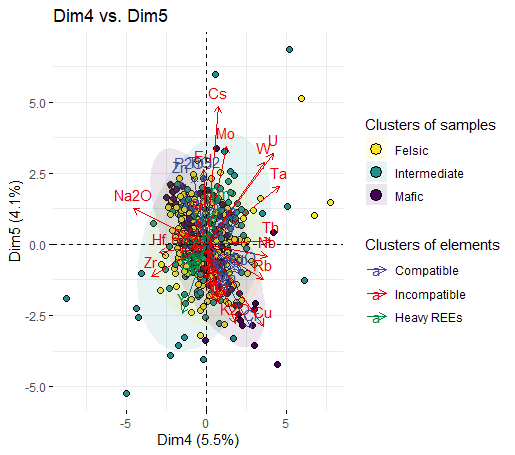 Dim4 vs. Dim5
Dim5 (4.1%)
5.0
2.5
0.0
-2.5
-5.0
Cs
Mo
W
U
Ta
Na2O
Th
Nb
Hf
Zr
Rb
K2O
Cu
-5
0
5
Dim4 (5.5%)
Clusters of samples
Felsic
Intermediate
Mafic
Clusters of elements
a Compatible
a Incompatible
a Heavy REEs